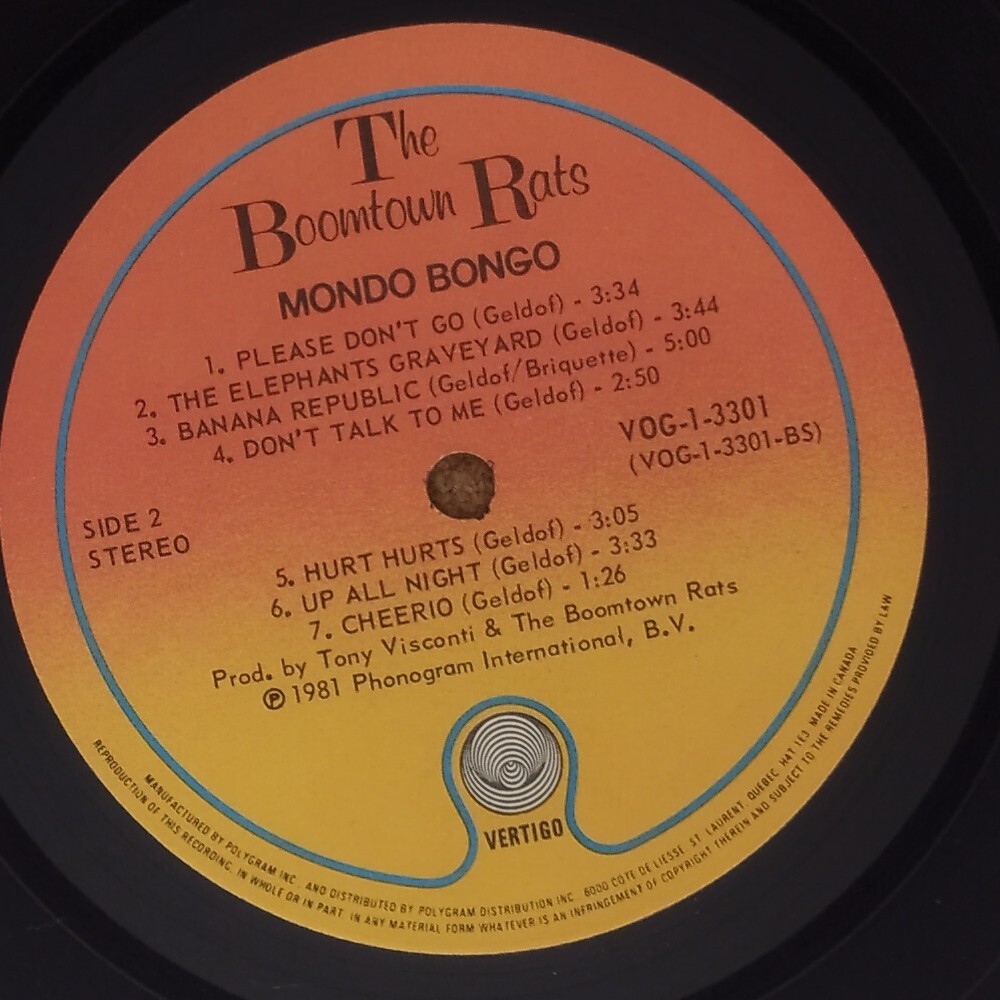 The
Boomtown Rats
MONDO BONGO
1. PLEASE DON'T GO (Geldof) - 3:34
2. THE ELEPHANTS GRAVEYARD (Geldof) - 3:44
3. BANANA REPUBLIC (Geldof/Briquette) - 5:00
4. DON'T TALK TO ME (Geldof) - 2:50
VOG-1-3301
(VOG-1-3301-BS)
SIDE 2
STEREO
5. HURT HURTS (Geldof) - 3:05
6. UP ALL NIGHT (Geldof) - 3:33
7. CHEERIO (Geldof) - 1:26
Prod. by Tony Visconti & The Boomtown Rats
℗ 1981 Phonogram International, B.V.
VERTIGO
MANUFACTURED BY POLYGRAM INC. AND DISTRIBUTED BY POLYGRAM DISTRIBUTION INC. 6000 COTE DE LIESSE, ST. LAURENT, QUEBEC. H4T 1E3 MADE IN CANADA
REPRODUCTION OF THIS RECORDING, IN WHOLE OR IN PART, IN ANY MATERIAL FORM WHATEVER IS AN INFRINGEMENT OF COPYRIGHT THEREIN AND SUBJECT TO THE REMEDIES PROVIDED BY LAW